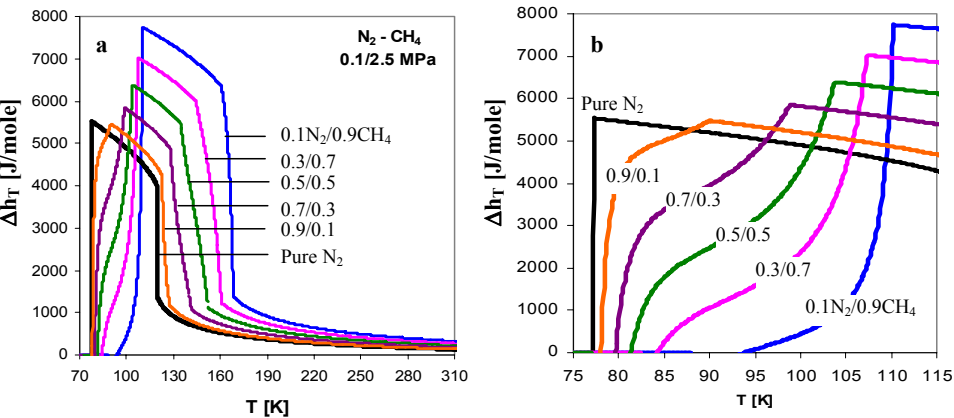 8000
7000
6000
5000
4000
3000
2000
1000
0
Δh_T [J/mole]
a
N₂ - CH₄
0.1/2.5 MPa
0.1N₂/0.9CH₄
0.3/0.7
0.5/0.5
0.7/0.3
0.9/0.1
Pure N₂
70 100 130 160 190 220 250 280 310
T [K]
8000
7000
6000
5000
4000
3000
2000
1000
0
Δh_T [J/mole]
b
Pure N₂
0.9/0.1
0.7/0.3
0.5/0.5
0.3/0.7
0.1N₂/0.9CH₄
75 80 85 90 95 100 105 110 115
T [K]